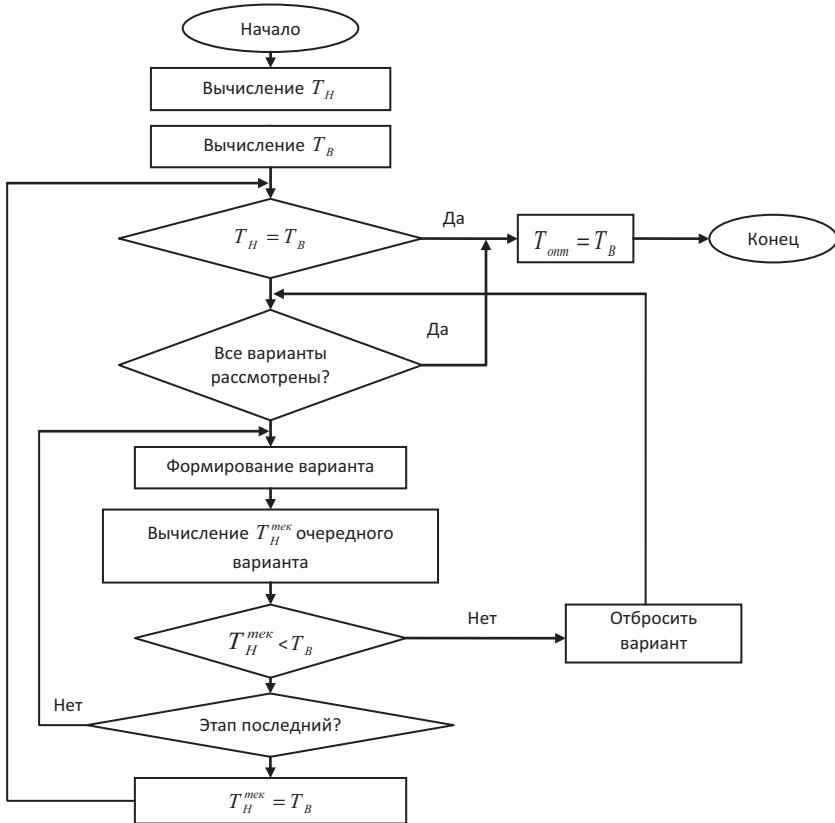 Начало
Вычисление T_H
Вычисление T_B
T_H = T_B
Да
T_опт = T_B
Конец
Да
Все варианты
рассмотрены?
Формирование варианта
Вычисление T_H^тек очередного
варианта
T_H^тек < T_B
Нет
Отбросить
вариант
Нет
Этап последний?
T_H^тек = T_B